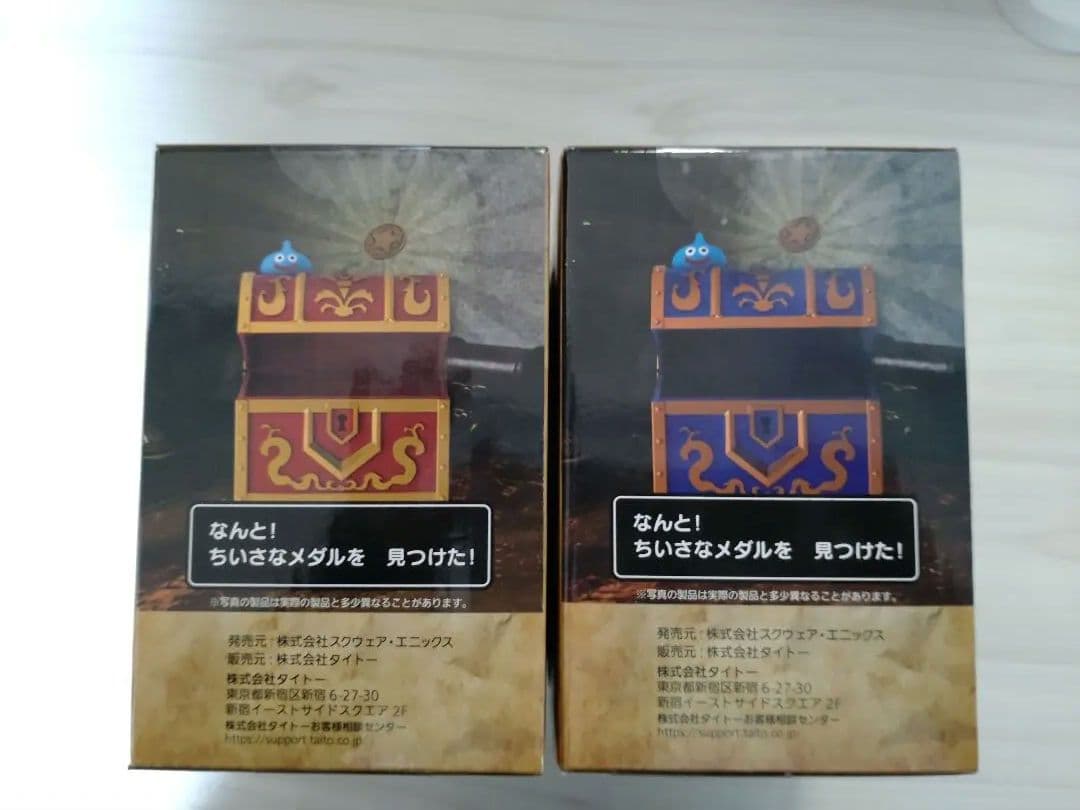 なんと!
ちいさなメダルを　見つけた!
※写真の製品は実際の製品と多少異なることがあります。
発売元：株式会社スクウェア・エニックス
販売元：株式会社タイトー
株式会社タイトー
東京都新宿区新宿 6-27-30
新宿イーストサイドスクエア 2F
株式会社タイトーお客様相談センター
https://support.taito.co.jp
なんと!
ちいさなメダルを　見つけた!
※写真の製品は実際の製品と多少異なることがあります。
発売元：株式会社スクウェア・エニックス
販売元：株式会社タイトー
株式会社タイトー
東京都新宿区新宿 6-27-30
新宿イーストサイドスクエア 2F
株式会社タイトーお客様相談センター
https://support.taito.co.jp